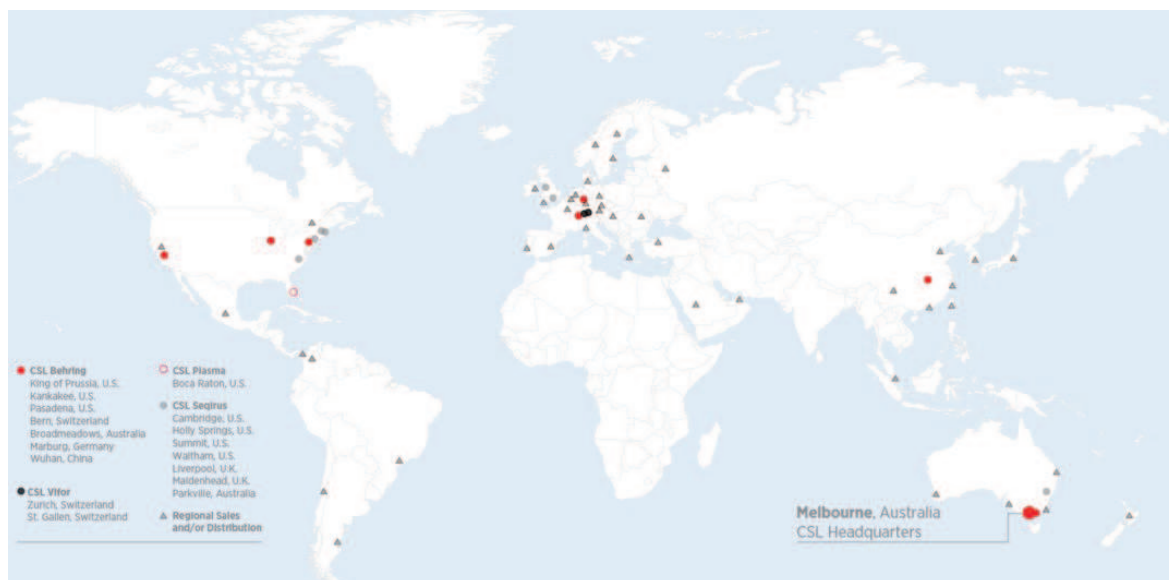 CSL Behring
King of Prussia, U.S.
Kankakee, U.S.
Pasadena, U.S.
Bern, Switzerland
Broadmeadows, Australia
Marburg, Germany
Wuhan, China
CSL Vifor
Zurich, Switzerland
St. Gallen, Switzerland
CSL Plasma
Boca Raton, U.S.
CSL Seqirus
Cambridge, U.S.
Holly Springs, U.S.
Summit, U.S.
Waltham, U.S.
Liverpool, U.K.
Maidenhead, U.K.
Parkville, Australia
Regional Sales
and/or Distribution
Melbourne, Australia
CSL Headquarters